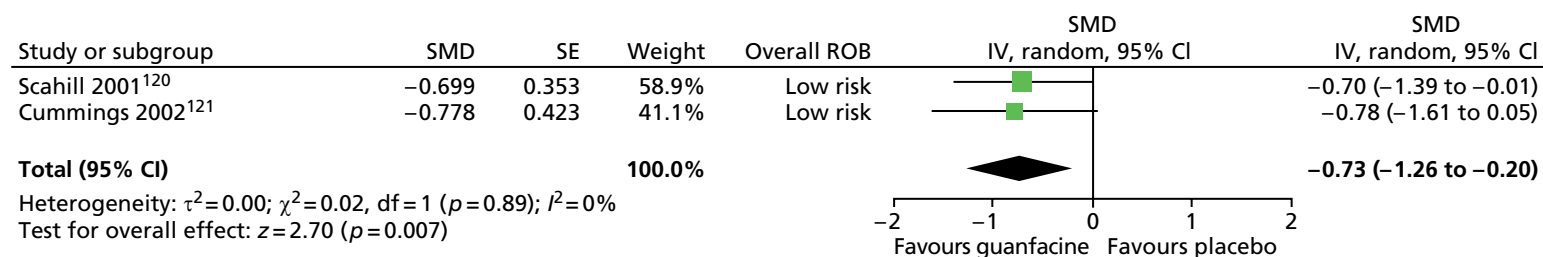 SMD SMD
Study or subgroup SMD SE Weight Overall ROB IV, random, 95% CI IV, random, 95% CI
Scahill 2001¹²⁰ −0.699 0.353 58.9% Low risk −0.70 (−1.39 to −0.01)
Cummings 2002¹²¹ −0.778 0.423 41.1% Low risk −0.78 (−1.61 to 0.05)
Total (95% CI) 100.0% −0.73 (−1.26 to −0.20)
Heterogeneity: τ²=0.00; χ²=0.02, df=1 (p=0.89); I²=0%
Test for overall effect: z=2.70 (p=0.007)
−2 −1 0 1 2
Favours guanfacine Favours placebo